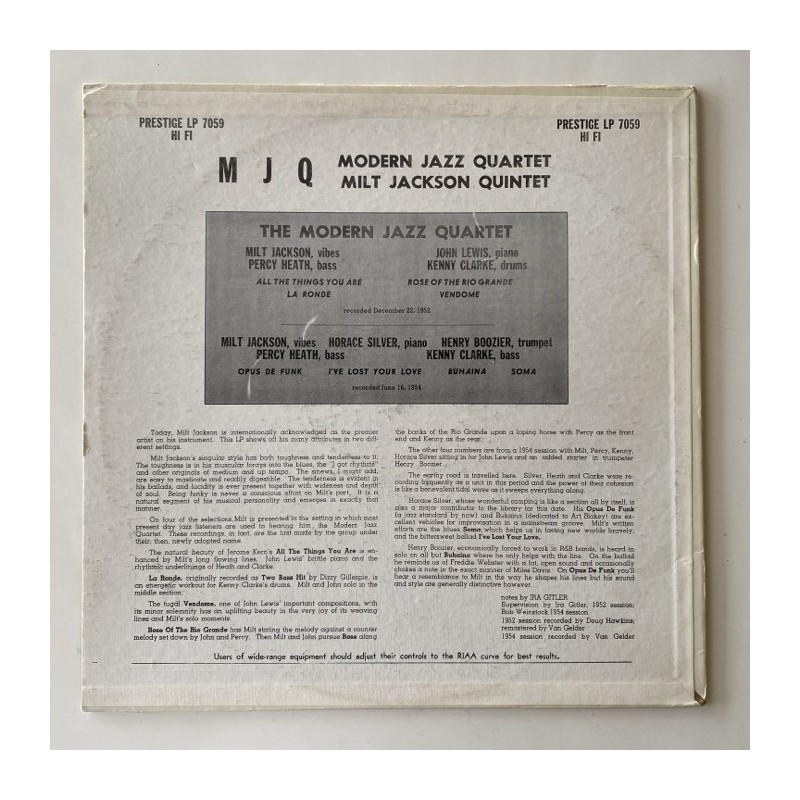 PRESTIGE LP 7059
HI FI
PRESTIGE LP 7059
HI FI
M J Q
MODERN JAZZ QUARTET
MILT JACKSON QUINTET
THE MODERN JAZZ QUARTET
MILT JACKSON, vibes JOHN LEWIS, piano
PERCY HEATH, bass KENNY CLARKE, drums
ALL THE THINGS YOU ARE ROSE OF THE RIO GRANDE
LA RONDE VENDOME
recorded December 22, 1952
MILT JACKSON, vibes HORACE SILVER, piano HENRY BOOZIER, trumpet
PERCY HEATH, bass KENNY CLARKE, bass
OPUS DE FUNK I'VE LOST YOUR LOVE BUHAINA SOMA
recorded June 16, 1954
Today, Milt Jackson is internationally acknowledged as the premier
artist on his instrument. This LP shows off his many attributes in two dif-
ferent settings.
Milt Jackson's singular style has both toughness and tenderness to it.
The toughness is in his muscular forays into the blues, the "I got rhythms"
and other originals of medium and up tempo. The sinews, I might add,
are easy to masticate and readily digestible. The tenderness is evident in
his ballads, and lucidity is ever present together with wideness and depth
of soul. Being funky is never a conscious effort on Milt's part. It is a
natural segment of his musical personality and emerges in exactly that
manner.
On four of the selections, Milt is presented in the setting in which most
present day jazz listeners are used to hearing him, the Modern Jazz
Quartet. These recordings, in fact, are the first made by the group under
their, then, newly adopted name.
The natural beauty of Jerome Kern's All The Things You Are is en-
hanced by Milt's long flowing lines, John Lewis' brittle piano and the
rhythmic underlinings of Heath and Clarke.
La Ronde, originally recorded as Two Bass Hit by Dizzy Gillespie, is
an energetic workout for Kenny Clarke's drums. Milt and John solo in the
middle section.
The fugal Vendome, one of John Lewis' important compositions, with
its minor solemnity has an uplifting beauty in the very joy of its weaving
lines and Milt's solo moments.
Rose Of The Rio Grande has Milt stating the melody against a counter
melody set down by John and Percy. Then Milt and John pursue Rose along
the banks of the Rio Grande upon a loping horse with Percy as the front
end and Kenny as the rear.
The other four numbers are from a 1954 session with Milt, Percy, Kenny,
Horace Silver sitting in for John Lewis and an added starter in trumpeter
Henry Boozier.
The earthy road is travelled here. Silver, Heath and Clarke were re-
cording frequently as a unit in this period and the power of their cohesion
is like a benevolent tidal wave as it sweeps everything along.
Horace Silver, whose wonderful comping is like a section all by itself, is
also a major contributor to the library for this date. His Opus De Funk
(a jazz standard by now) and Buhaina (dedicated to Art Blakey) are ex-
cellent vehicles for improvisation in a mainstream groove. Milt's written
efforts are the blues Soma, which is like facing new worlds bravely,
and the bittersweet ballad I've Lost Your Love.
Henry Boozier, economically forced to work in R&B bands, is heard in
solo on all but Buhaina where he only helps with the line. On the ballad
he reminds us of Freddie Webster with a fat, open sound and occasionally
chokes a note in the exact manner of Miles Davis. On Opus De Funk you'll
hear a resemblance to Milt in the way he shapes his lines but his sound
and style are generally distinctive however.
notes by IRA GITLER
Supervision by Ira Gitler, 1952 session;
Bob Weinstock 1954 session
1952 session recorded by Doug Hawkins;
remastered by Van Gelder
1954 session recorded by Van Gelder
Users of wide-range equipment should adjust their controls to the RIAA curve for best results.